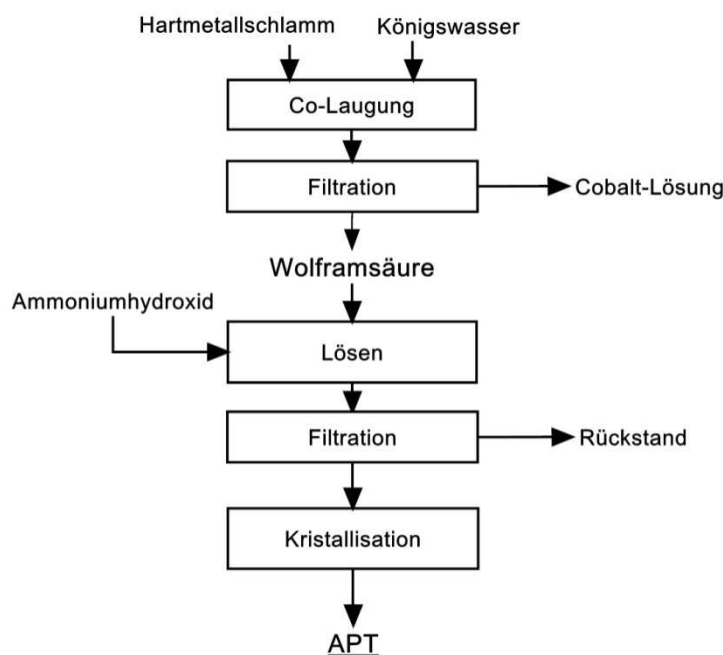 Hartmetallschlamm
Königswasser
Co-Laugung
Filtration
Cobalt-Lösung
Wolframsäure
Ammoniumhydroxid
Lösen
Filtration
Rückstand
Kristallisation
APT